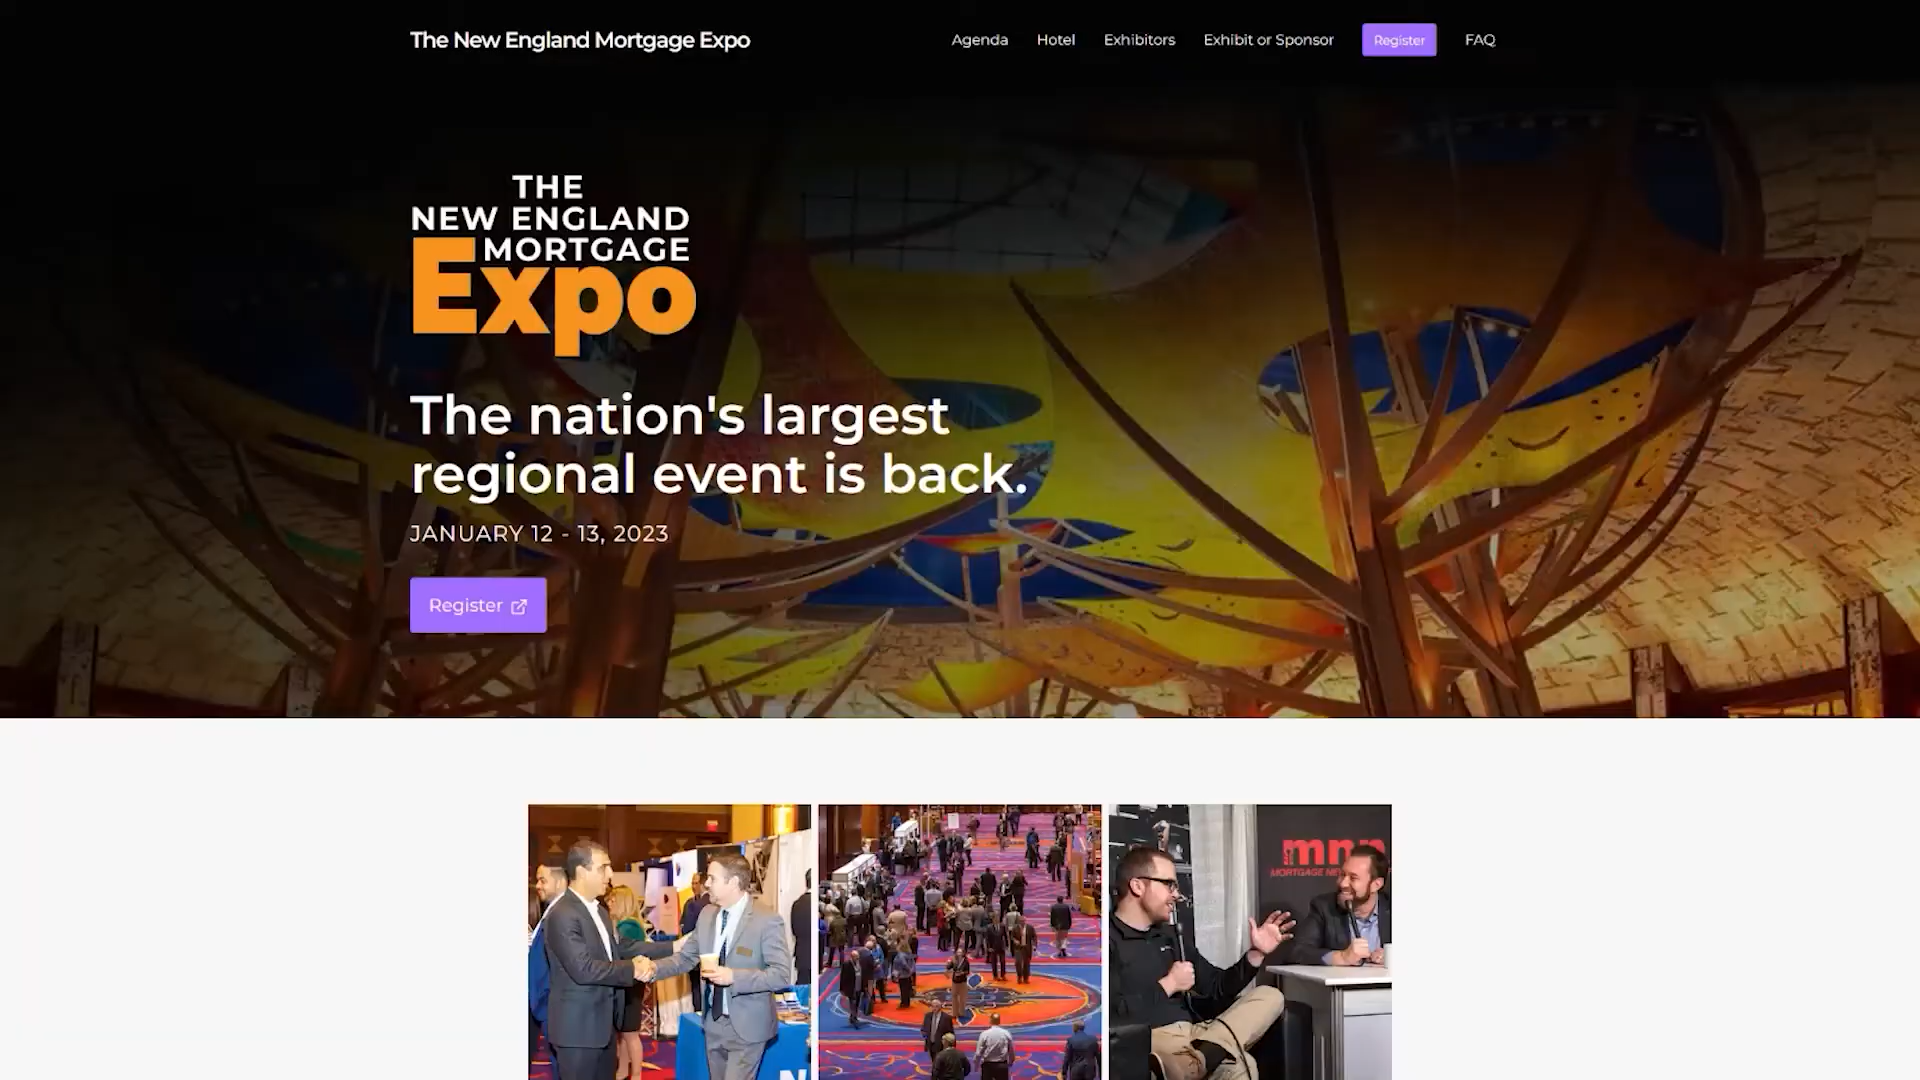 The New England Mortgage Expo
Agenda
Hotel
Exhibitors
Exhibit or Sponsor
Register
FAQ
THE
NEW ENGLAND
MORTGAGE
Expo
The nation's largest
regional event is back.
JANUARY 12 - 13, 2023
Register
mnn